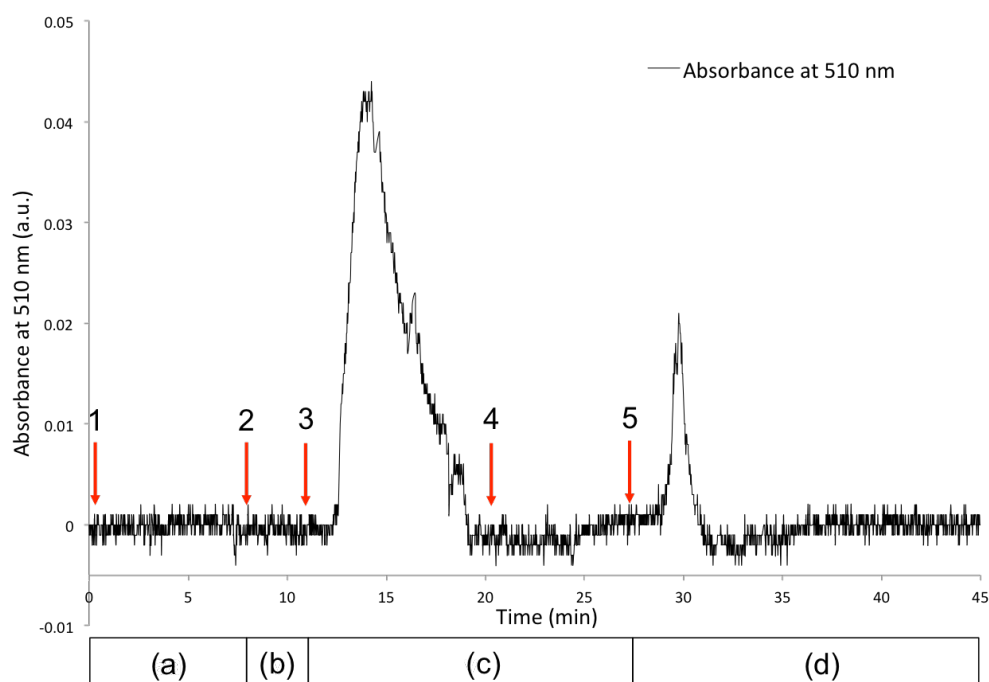 0.05
Absorbance at 510 nm
0.04
0.03
0.02
0.01
0
-0.01
Absorbance at 510 nm (a.u.)
1
2
3
4
5
0 5 10 15 20 25 30 35 40 45
Time (min)
(a) (b) (c) (d)